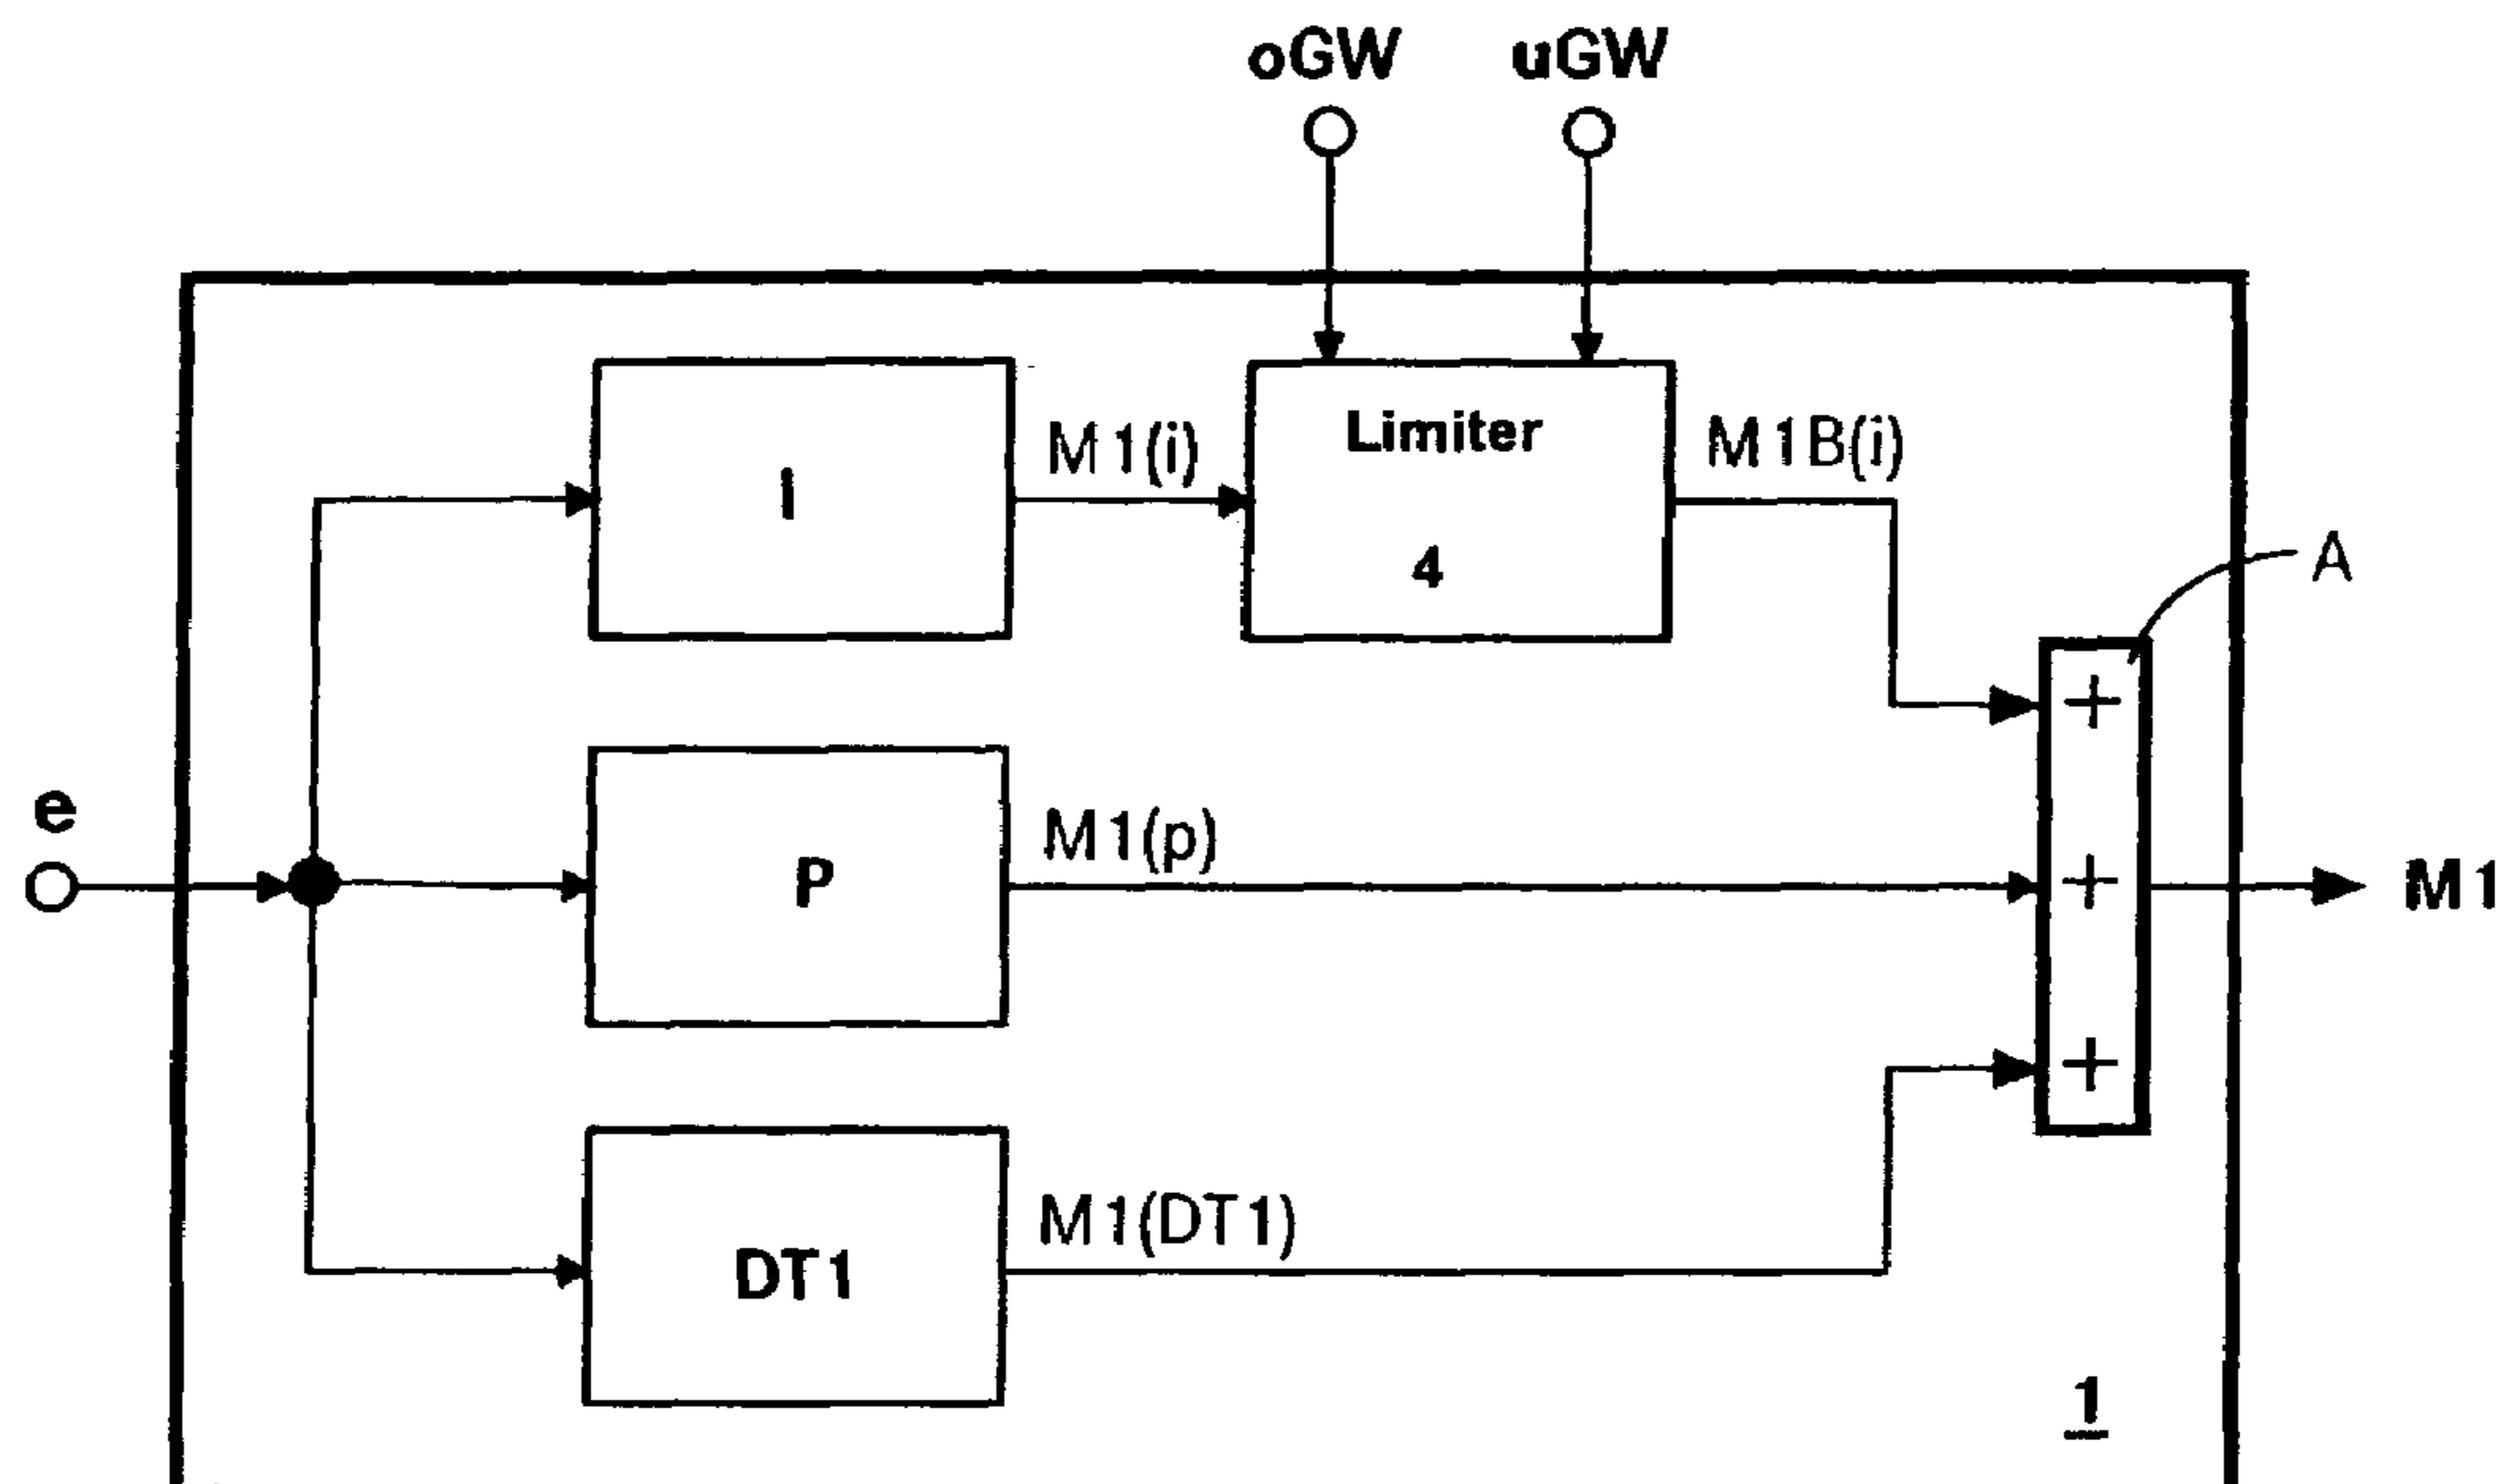 oGW uGW
I
M1(i)
Limiter
4
M1B(i)
A
+
e
P
M1(p)
+
M1
+
DT1
M1(DT1)
1